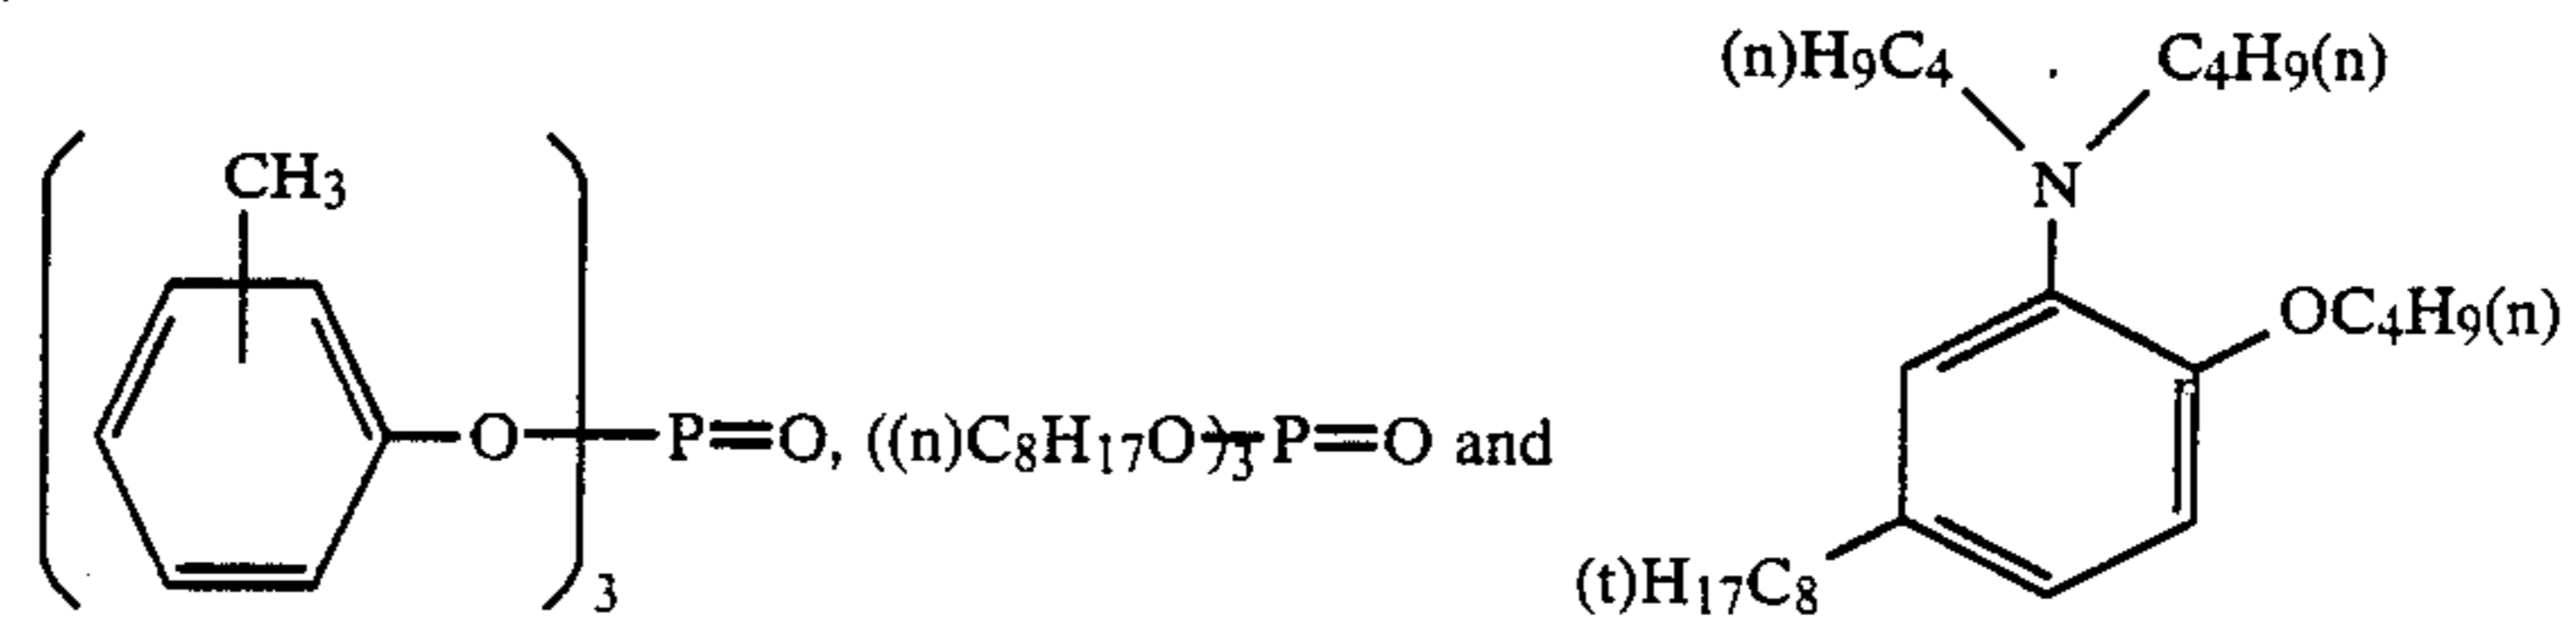 (n)H₉C₄ C₄H₉(n)
CH₃ N
OC₄H₉(n)
O P=O, ((n)C₈H₁₇O)₃ P=O and
(t)H₁₇C₈
3